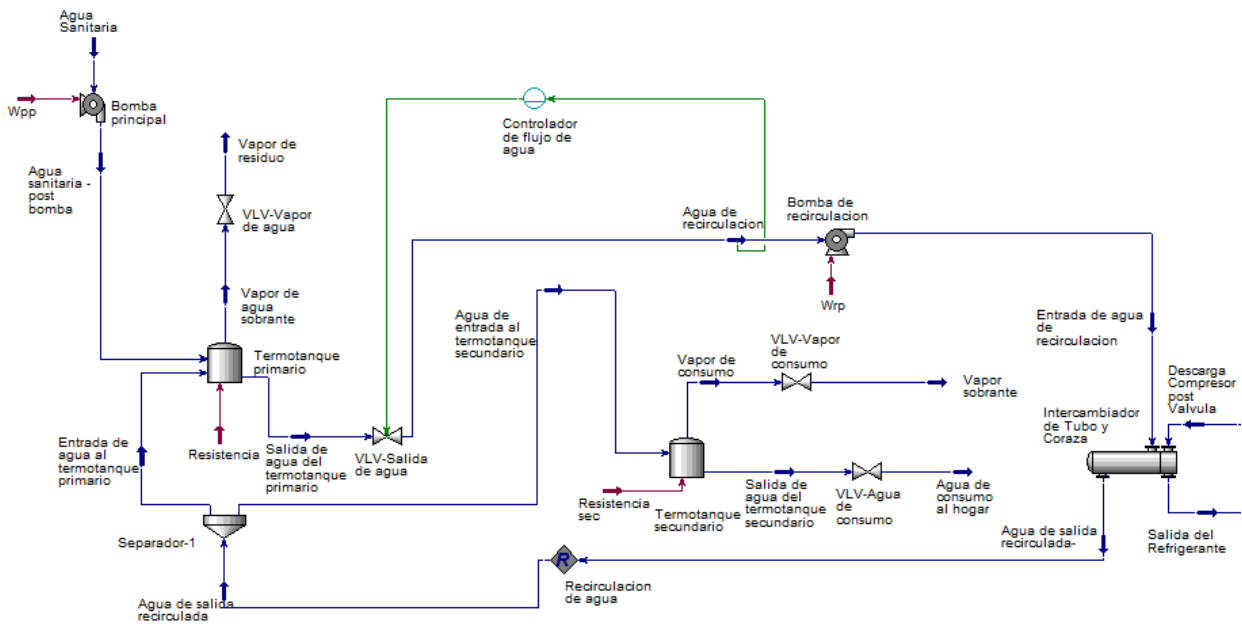 Agua
Sanitaria
Wpp
Bomba
principal
Agua
sanitaria -
post
bomba
Vapor de
residuo
VLV-Vapor
de agua
Vapor de
agua
sobrante
Controlador
de flujo de
agua
Agua de
recirculacion
Bomba de
recirculacion
Wrp
Termotanque
primario
Agua de
entrada al
termotanque
secundario
Entrada de agua
de
recirculacion
Vapor de
consumo
VLV-Vapor
de
consumo
Vapor
sobrante
Descarga
Compresor
post
Valvula
Intercambiador
de Tubo y
Coraza
Entrada de
agua al
termotanque
primario
Resistencia
Salida de
agua del
termotanque
primario
VLV-Salida
de agua
Resistencia
sec
Termotanque
secundario
Salida de
agua del
termotanque
secundario
VLV-Agua
de
consumo
Agua de
consumo
al hogar
Agua de salida
recirculada-
Salida del
Refrigerante
Separador-1
R
Recirculacion
de agua
Agua de salida
recirculada